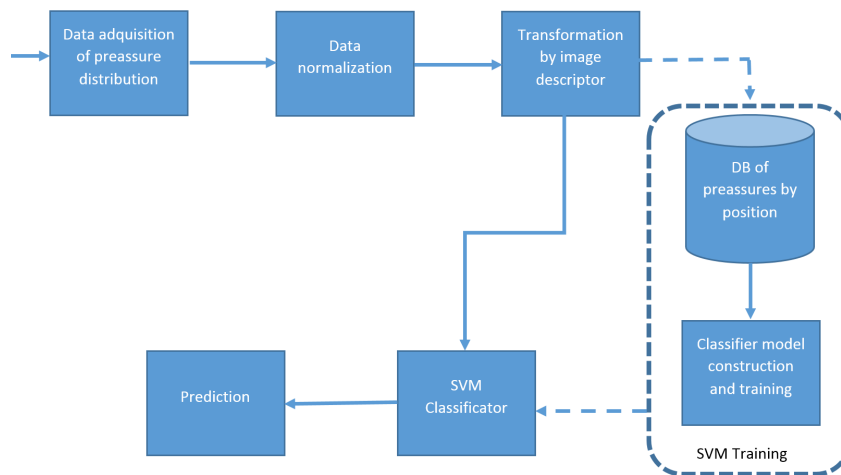 Data adquisition
of preassure
distribution
Data
normalization
Transformation
by image
descriptor
DB of
preassures by
position
Classifier model
construction
and training
SVM Training
SVM
Classificator
Prediction